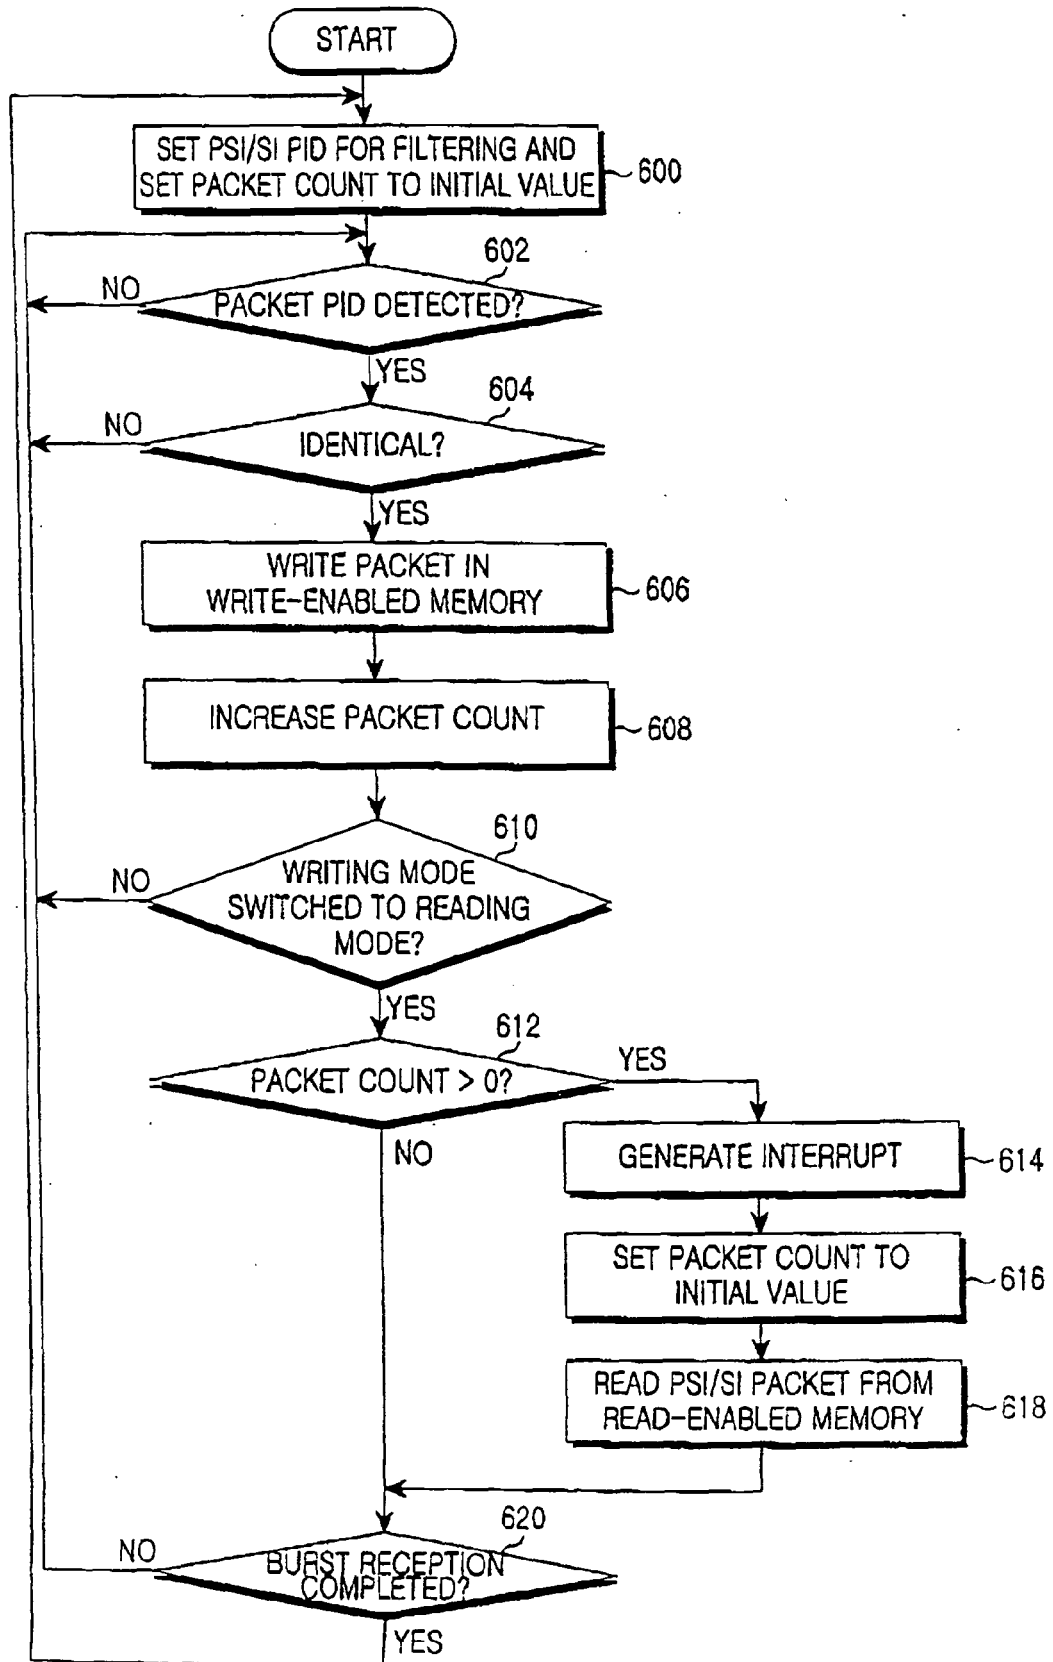 START
SET PSI/SI PID FOR FILTERING AND
SET PACKET COUNT TO INITIAL VALUE
600
602
NO
PACKET PID DETECTED?
YES
604
NO
IDENTICAL?
YES
WRITE PACKET IN
WRITE-ENABLED MEMORY
606
INCREASE PACKET COUNT
608
610
NO
WRITING MODE
SWITCHED TO READING
MODE?
YES
612
PACKET COUNT > 0?
YES
NO
GENERATE INTERRUPT
614
SET PACKET COUNT TO
INITIAL VALUE
616
READ PSI/SI PACKET FROM
READ-ENABLED MEMORY
618
620
NO
BURST RECEPTION
COMPLETED?
YES